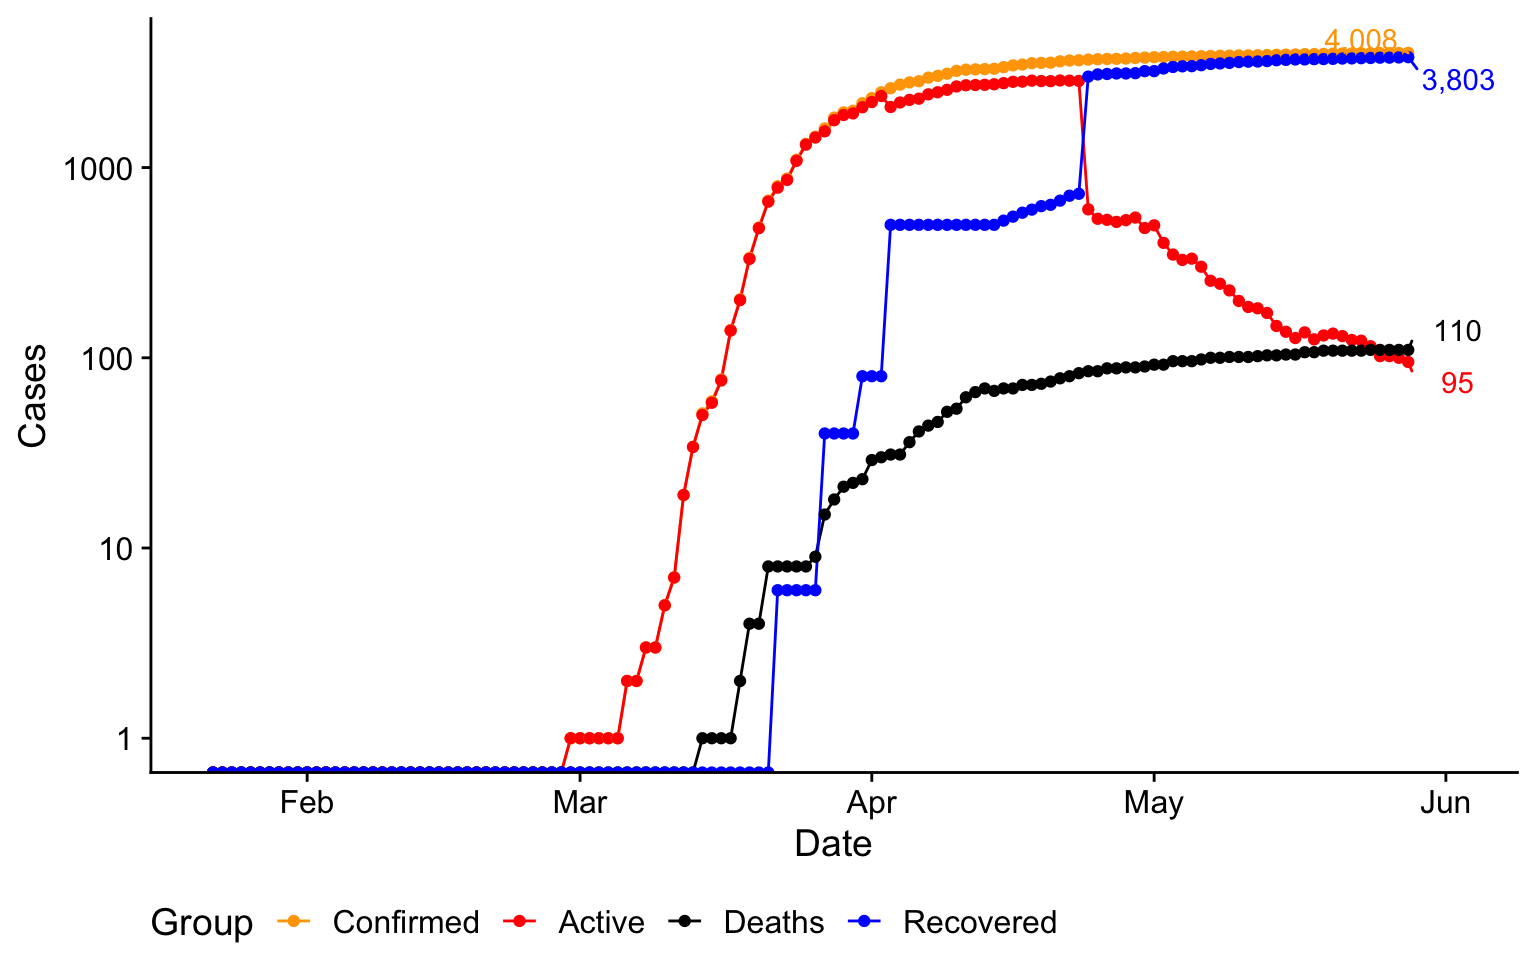 4,008
3,803
1000
100
10
1
110
95
Cases
Feb Mar Apr May Jun
Date
Group Confirmed Active Deaths Recovered